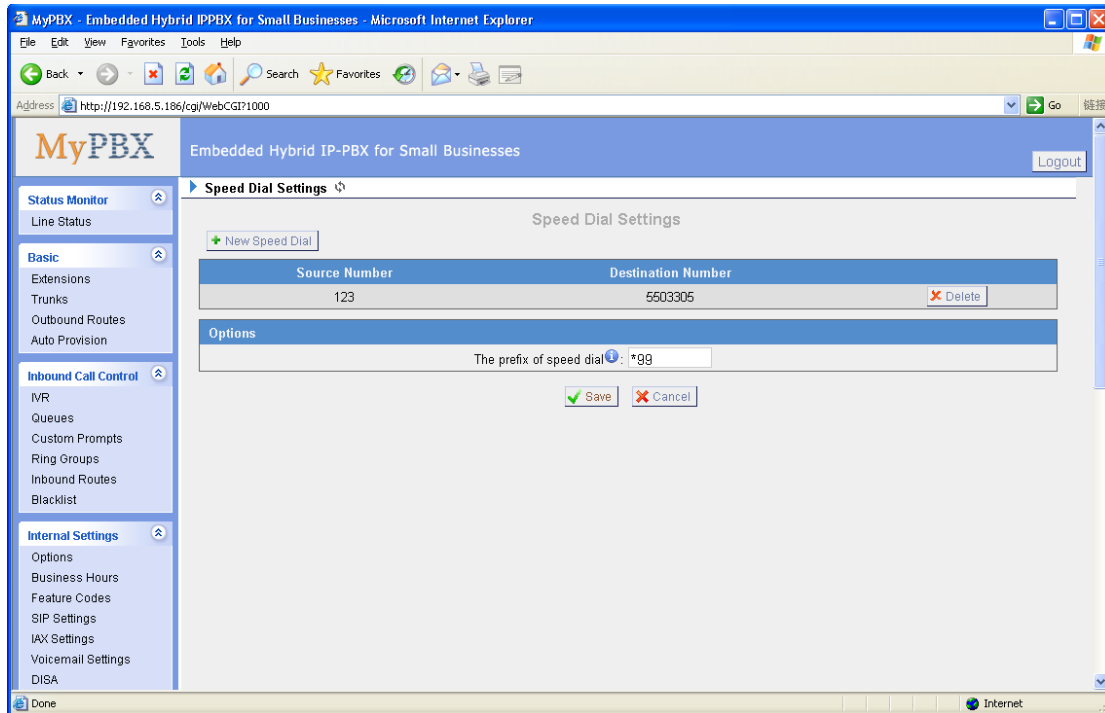 MyPBX - Embedded Hybrid IPPBX for Small Businesses - Microsoft Internet Explorer
File Edit View Favorites Tools Help
Back Search Favorites
Address http://192.168.5.186/cgi/WebCGI?1000 Go 链接
MyPBX
Embedded Hybrid IP-PBX for Small Businesses
Logout
Status Monitor
Line Status
Basic
Extensions
Trunks
Outbound Routes
Auto Provision
Inbound Call Control
IVR
Queues
Custom Prompts
Ring Groups
Inbound Routes
Blacklist
Internal Settings
Options
Business Hours
Feature Codes
SIP Settings
IAX Settings
Voicemail Settings
DISA
Speed Dial Settings
Speed Dial Settings
New Speed Dial
Source Number Destination Number
123 5503305 Delete
Options
The prefix of speed dial : *99
Save Cancel
Done Internet